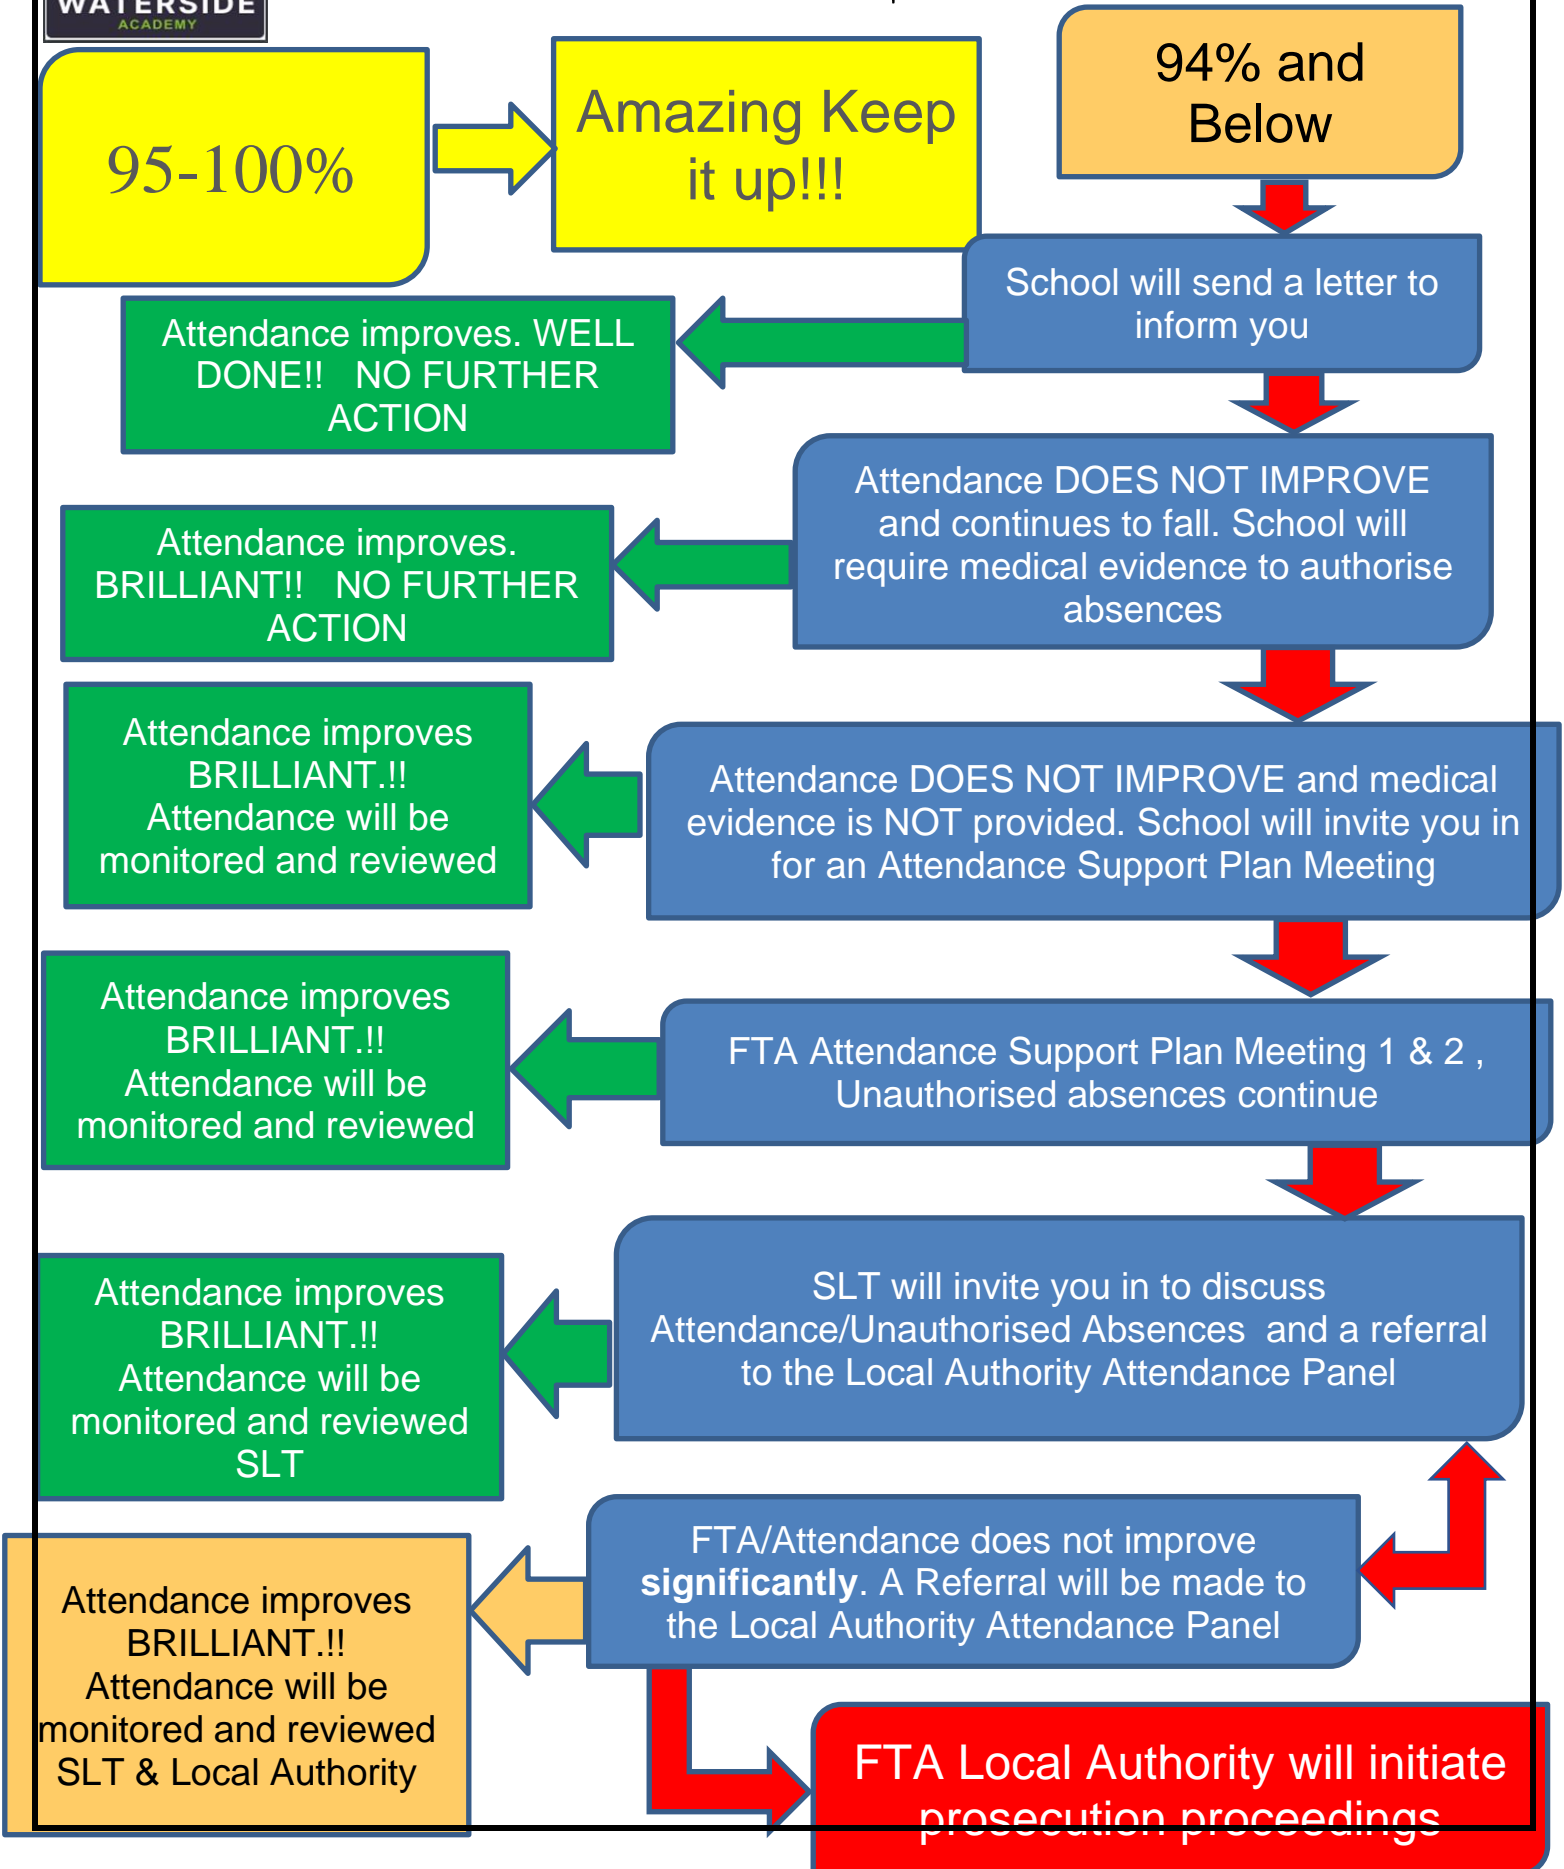 WATERSIDE
ACADEMY
95-100%
Amazing Keep
it up!!!
94% and
Below
School will send a letter to
inform you
Attendance improves. WELL
DONE!! NO FURTHER
ACTION
Attendance DOES NOT IMPROVE
and continues to fall. School will
require medical evidence to authorise
absences
Attendance improves.
BRILLIANT!! NO FURTHER
ACTION
Attendance DOES NOT IMPROVE and medical
evidence is NOT provided. School will invite you in
for an Attendance Support Plan Meeting
Attendance improves
BRILLIANT.!!
Attendance will be
monitored and reviewed
FTA Attendance Support Plan Meeting 1 & 2 ,
Unauthorised absences continue
Attendance improves
BRILLIANT.!!
Attendance will be
monitored and reviewed
SLT will invite you in to discuss
Attendance/Unauthorised Absences and a referral
to the Local Authority Attendance Panel
Attendance improves
BRILLIANT.!!
Attendance will be
monitored and reviewed
SLT
FTA/Attendance does not improve
significantly. A Referral will be made to
the Local Authority Attendance Panel
Attendance improves
BRILLIANT.!!
Attendance will be
monitored and reviewed
SLT & Local Authority
FTA Local Authority will initiate
prosecution proceedings